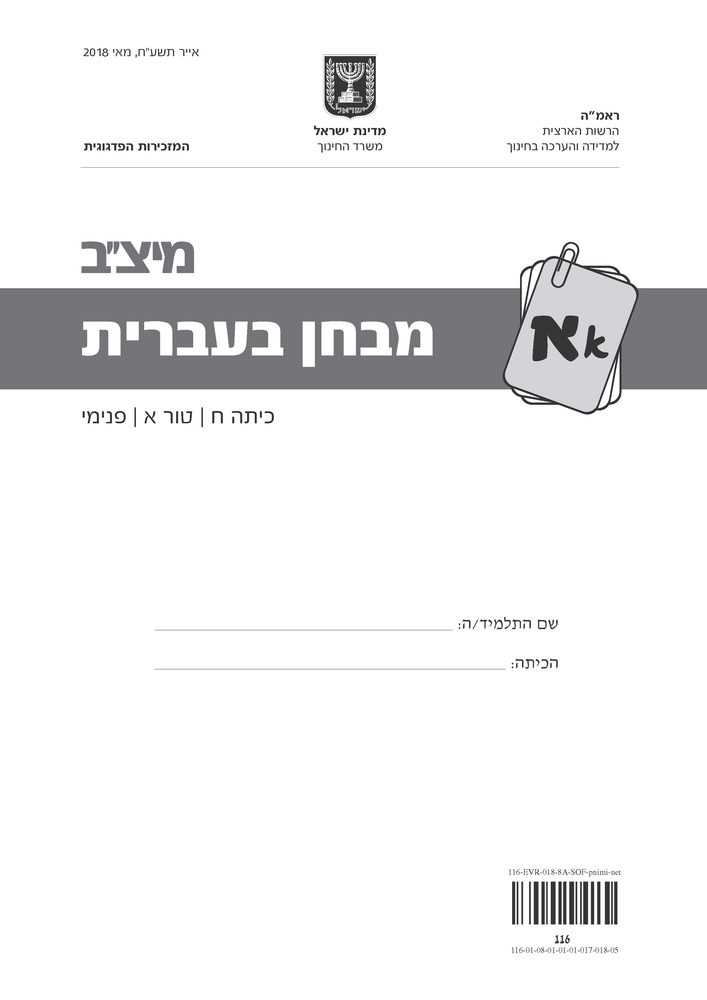 אייר תשע"ח, מאי 2018
ישראל
ראמ"ה
הרשות הארצית
למדידה והערכה בחינוך
מדינת ישראל
משרד החינוך
המזכירות הפדגוגית
מיצ"ב
מבחן בעברית
א א
כיתה ח | טור א | פנימי
שם התלמיד/ה:
הכיתה:
116-EVR-018-8A-SOF-pnimi-net
116
116-01-08-01-01-01-017-018-05